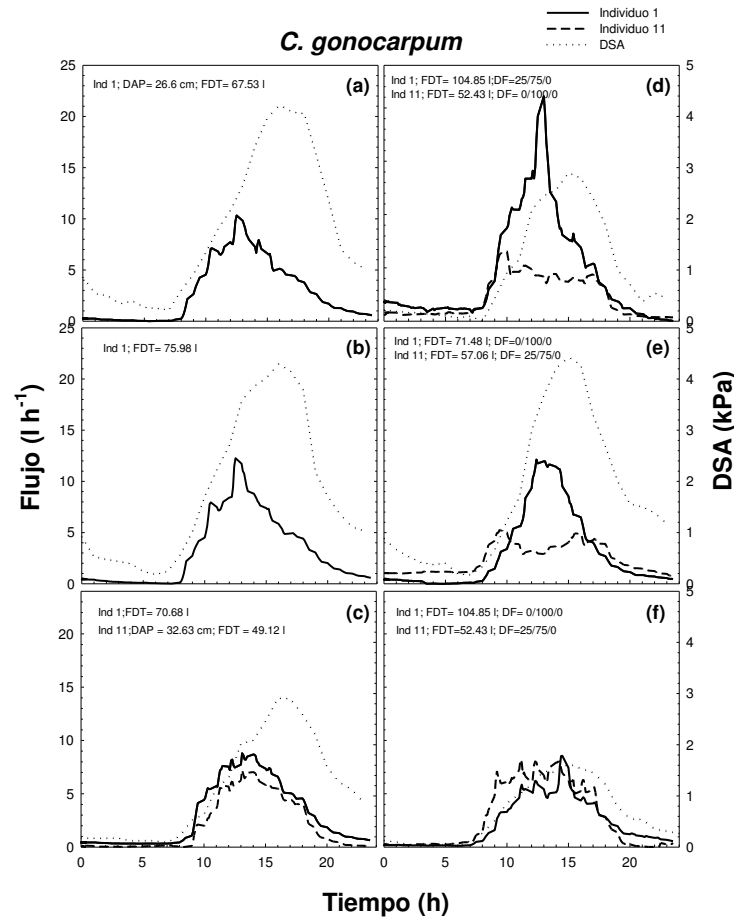 Individuo 1
Individuo 11
DSA
C. gonocarpum
25
20
15
10
5
0
Ind 1; DAP= 26.6 cm; FDT= 67.53 l
(a)
Ind 1; FDT= 104.85 l;DF=25/75/0
Ind 11; FDT= 52.43 l; DF= 0/100/0
(d)
5
4
3
2
1
0
25
20
15
10
5
0
Ind 1; FDT= 75.98 l
(b)
Ind 1; FDT= 71.48 l; DF=0/100/0
Ind 11; FDT= 57.06 l; DF= 25/75/0
(e)
5
4
3
2
1
0
Flujo (l h-1)
DSA (kPa)
20
15
10
5
0
Ind 1;FDT= 70.68 l
Ind 11;DAP = 32.63 cm; FDT = 49.12 l
(c)
Ind 1; FDT= 104.85 l; DF= 0/100/0
Ind 11; FDT=52.43 l; DF=25/75/0
(f)
5
4
3
2
1
0
0 5 10 15 20
0 5 10 15 20
Tiempo (h)